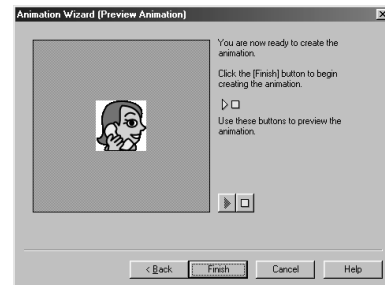 Animation Wizard (Preview Animation)
You are now ready to create the
animation.
Click the [Finish] button to begin
creating the animation.
Use these buttons to preview the
animation.
< Back
Finish
Cancel
Help